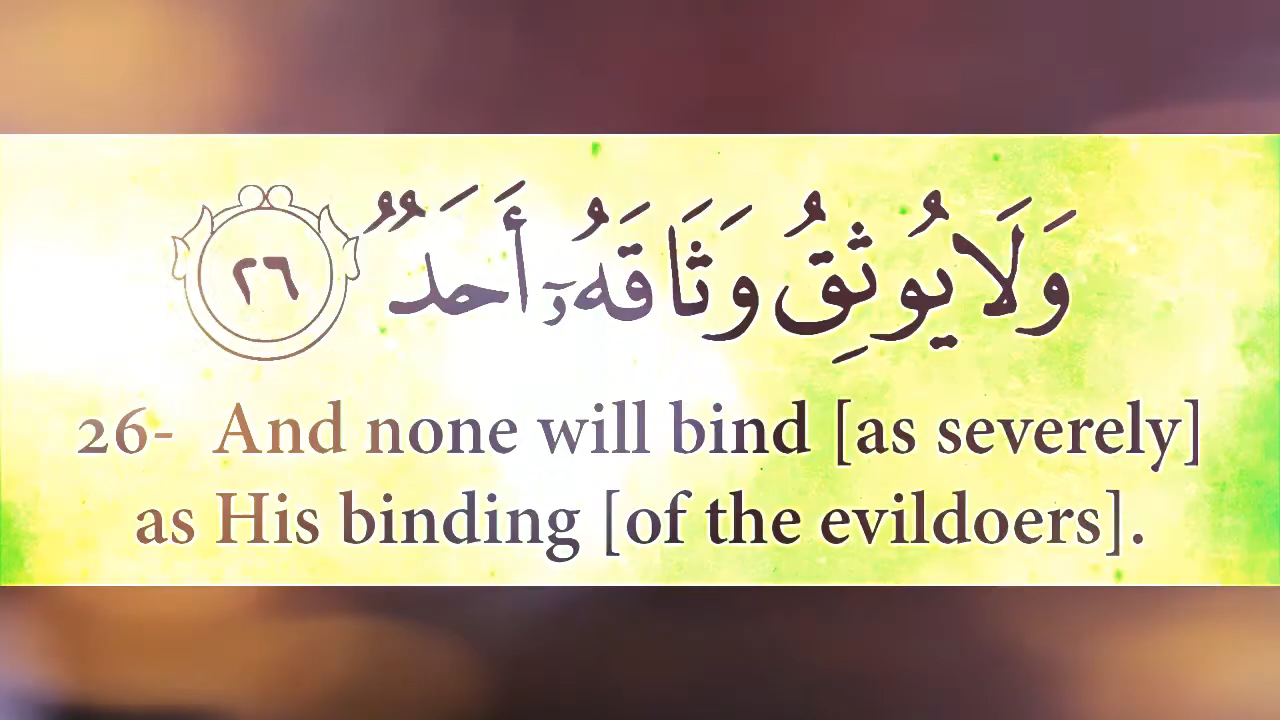 وَلَا يُوثِقُ وَثَاقَهُۥٓ أَحَدٌ ٢٦
26- And none will bind [as severely]
as His binding [of the evildoers].